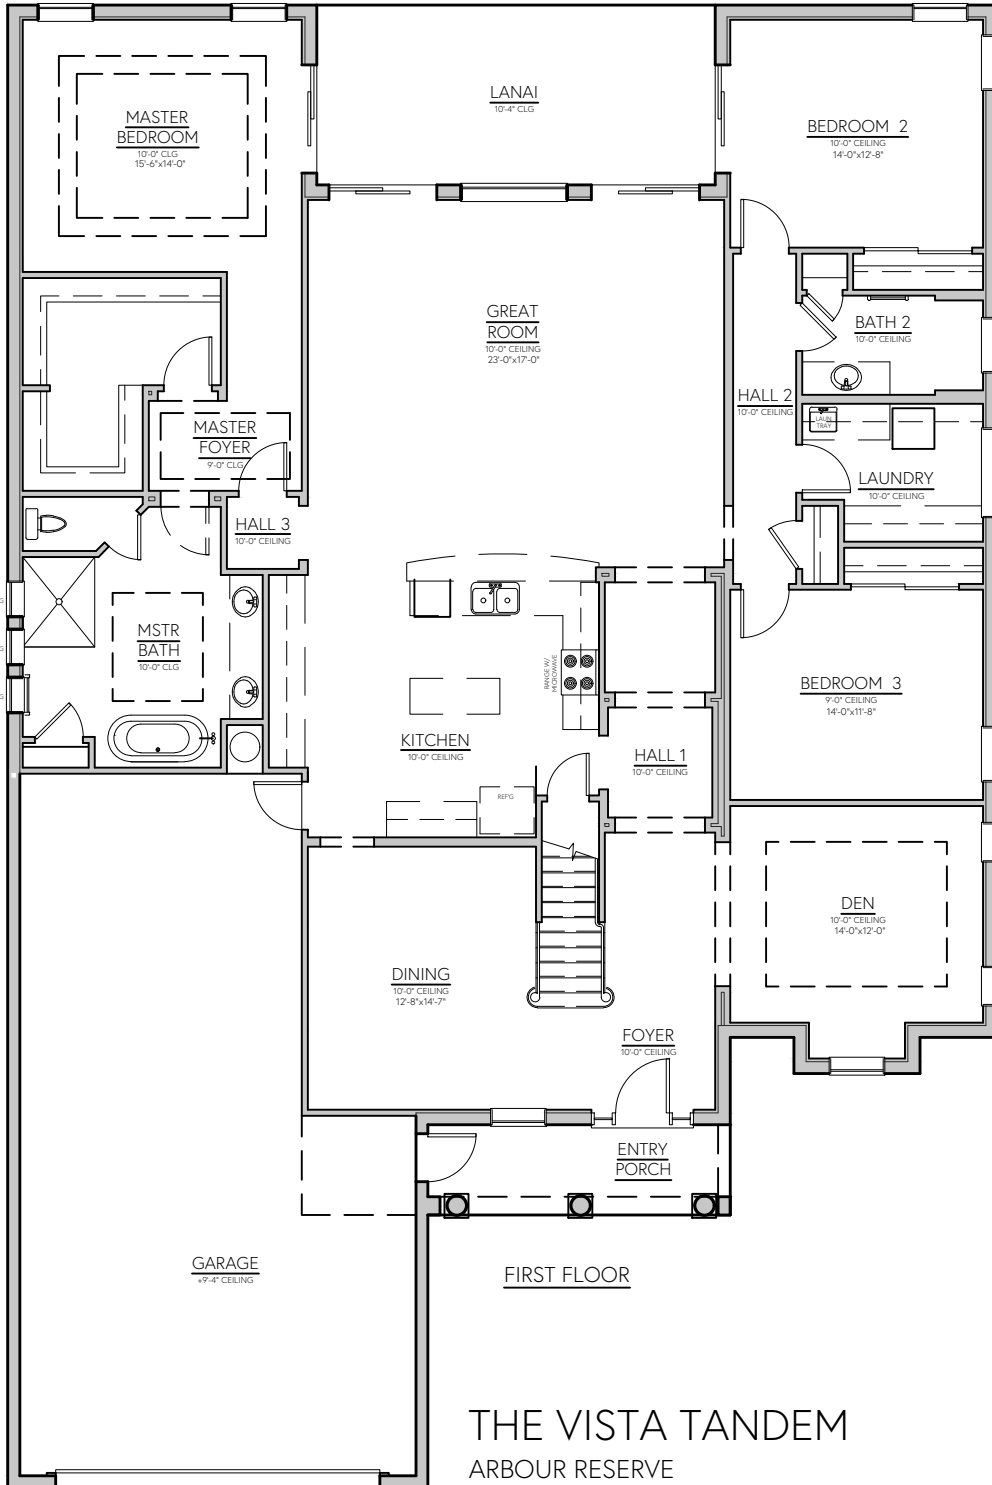 LANAI
10'-4" CLG
MASTER
BEDROOM
10'-0" CLG
15'-6"x14'-0"
BEDROOM 2
10'-0" CEILING
14'-0"x12'-8"
GREAT
ROOM
10'-0" CEILING
23'-0"x17'-0"
BATH 2
10'-0" CEILING
HALL 2
10'-0" CEILING
MASTER
FOYER
9'-0" CLG
LAUN
TRAY
LAUNDRY
10'-0" CEILING
HALL 3
10'-0" CEILING
MSTR
BATH
10'-0" CLG
RANGE W/
MICROWAVE
BEDROOM 3
9'-0" CEILING
14'-0"x11'-8"
KITCHEN
10'-0" CEILING
HALL 1
10'-0" CEILING
REFG
DEN
10'-0" CEILING
14'-0"x12'-0"
DINING
10'-0" CEILING
12'-8"x14'-7"
FOYER
10'-0" CEILING
ENTRY
PORCH
GARAGE
+9'-4" CEILING
FIRST FLOOR
THE VISTA TANDEM
ARBOUR RESERVE